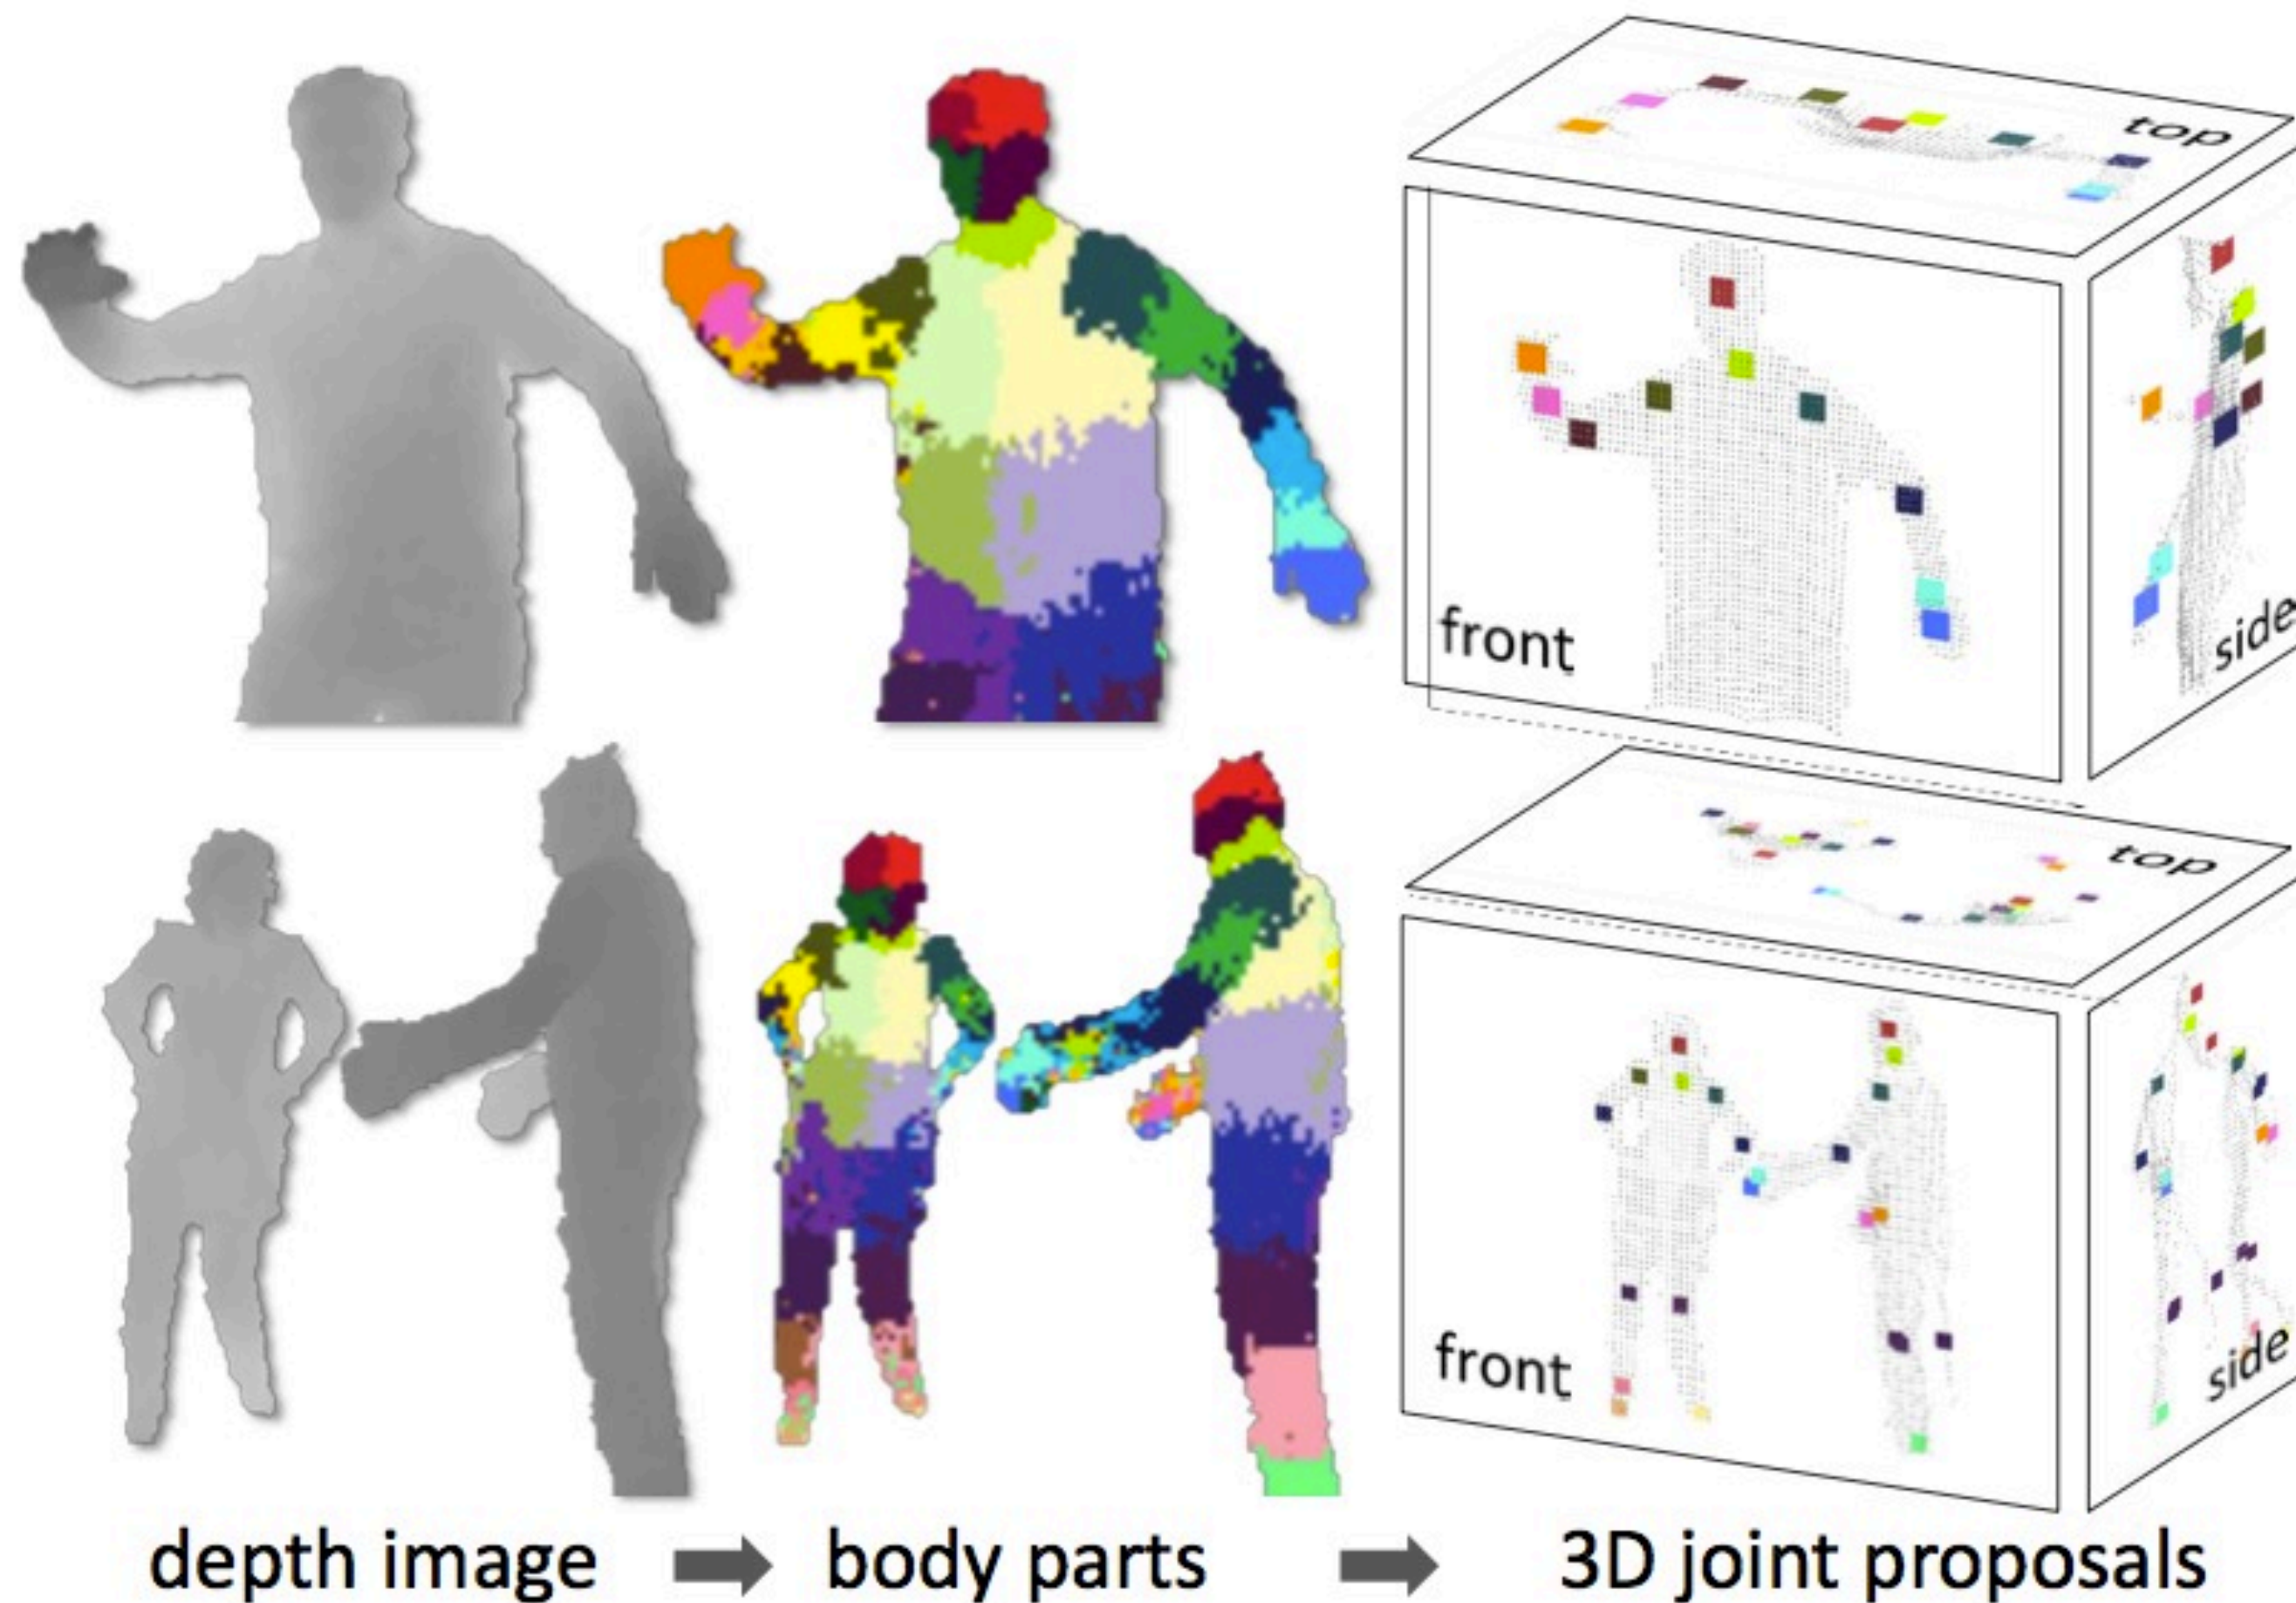 top
front
side
top
front
side
depth image
body parts
3D joint proposals